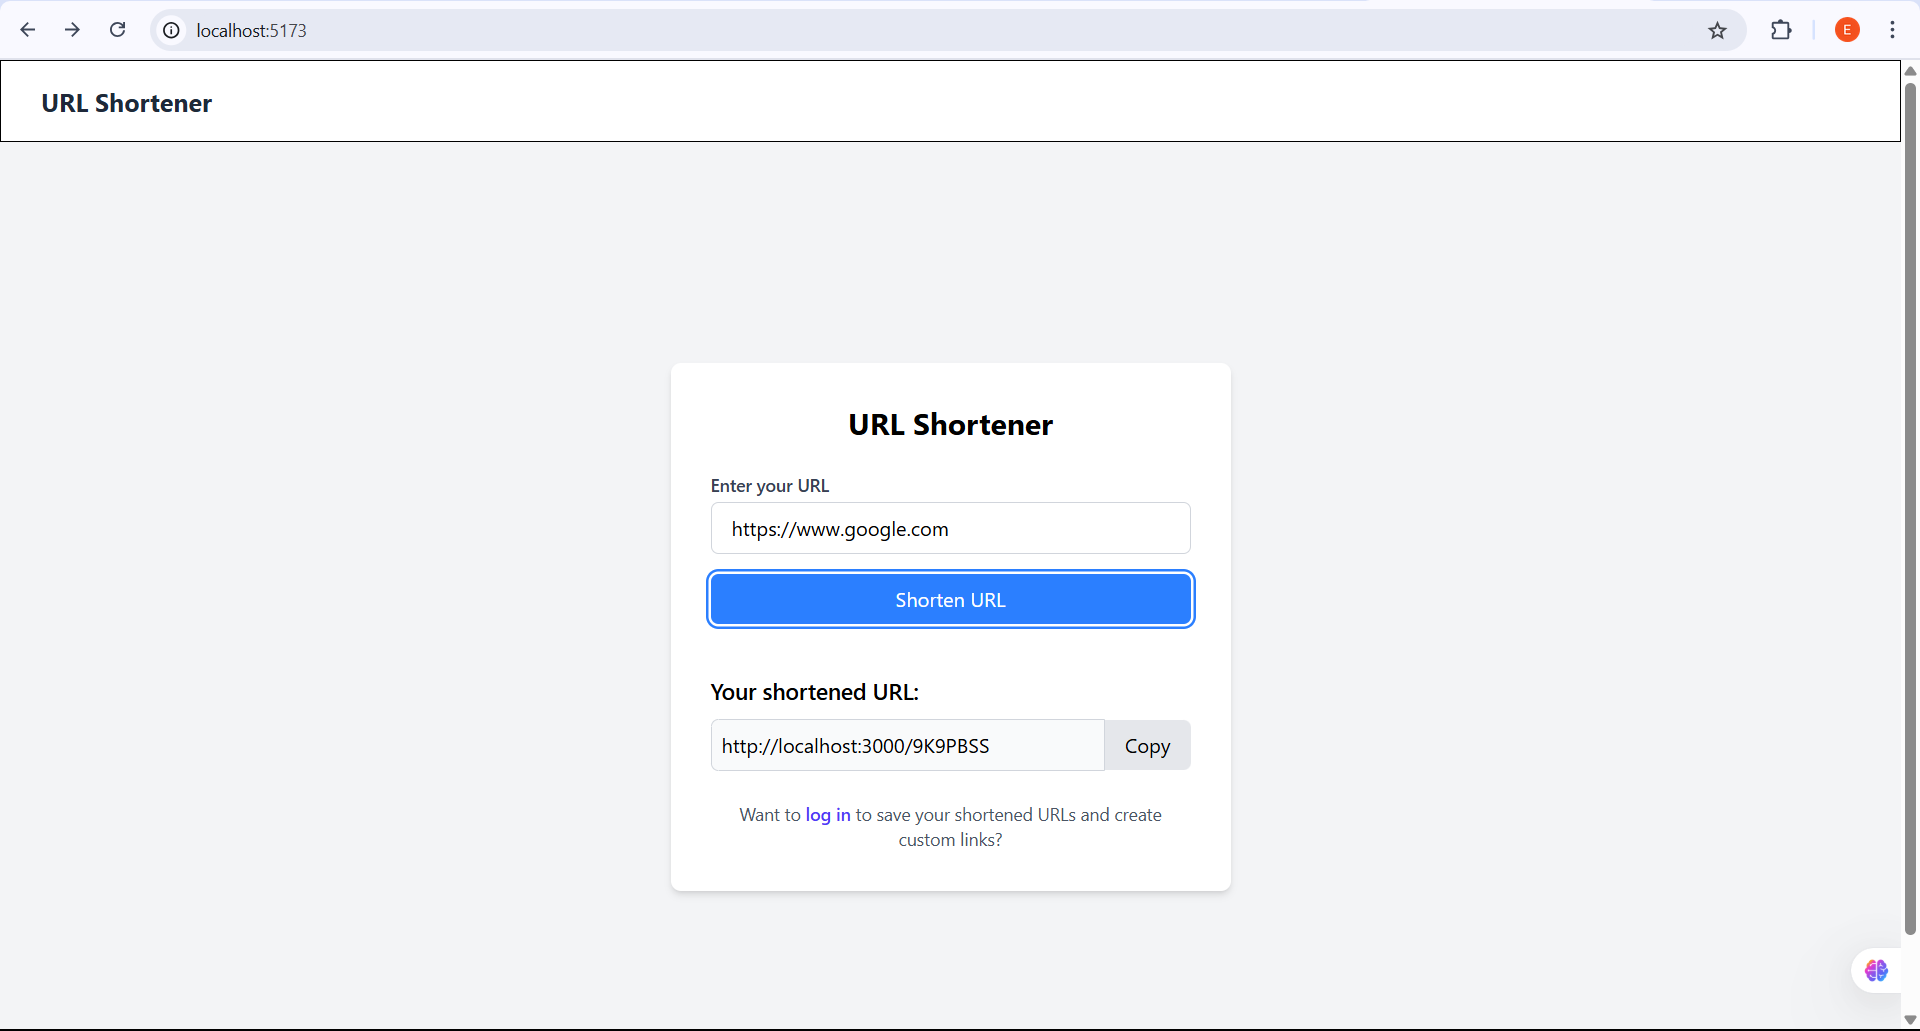 localhost:5173
E
URL Shortener
URL Shortener
Enter your URL
https://www.google.com
Shorten URL
Your shortened URL:
http://localhost:3000/9K9PBSS
Copy
Want to log in to save your shortened URLs and create
custom links?